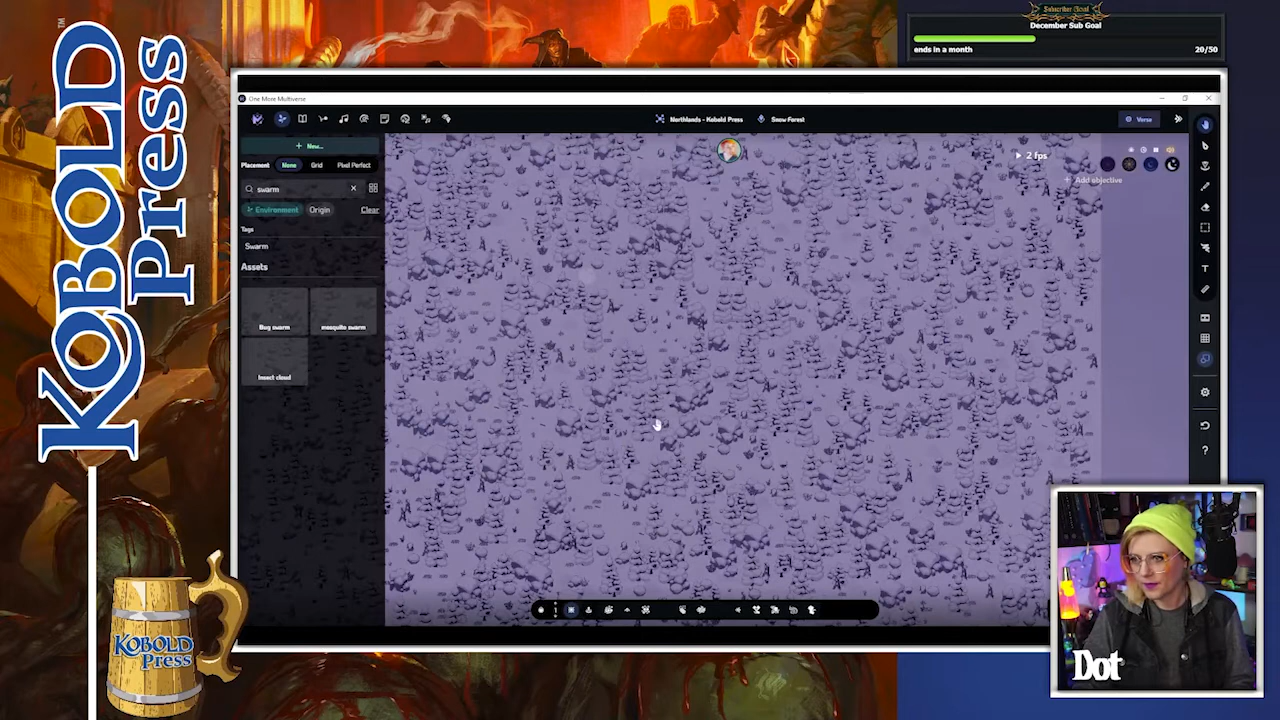 KOBOLD
Press
™
Subscriber Goal
December Sub Goal
ends in a month
20/50
One More Multiverse
Northlands - Kobold Press
Snow Forest
Verse
+ New...
Placement
None
Grid
Pixel Perfect
swarm
Environment
Origin
Clear
Tags
Swarm
Assets
Bug swarm
mosquito swarm
Insect cloud
2 fps
+ Add objective
T
?
KOBOLD
Press
Dot